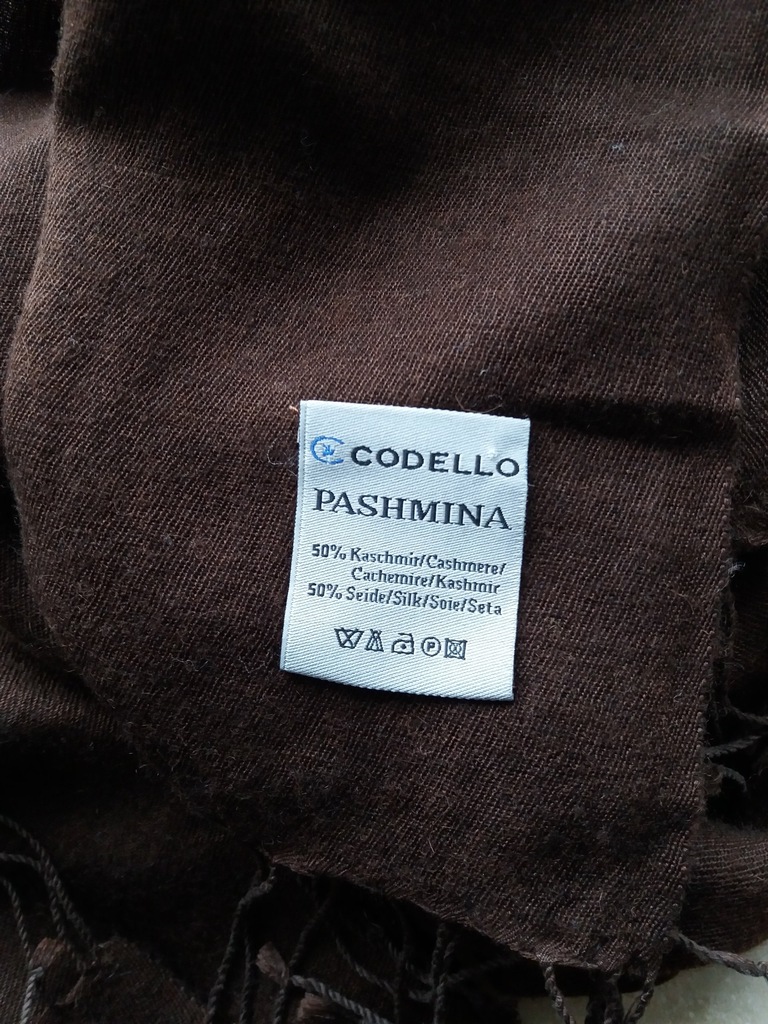 CODELLO
PASHMINA
50% Kaschmir/Cashmere/
Cachemire/Kashmir
50% Seide/Silk/Soie/Seta
P